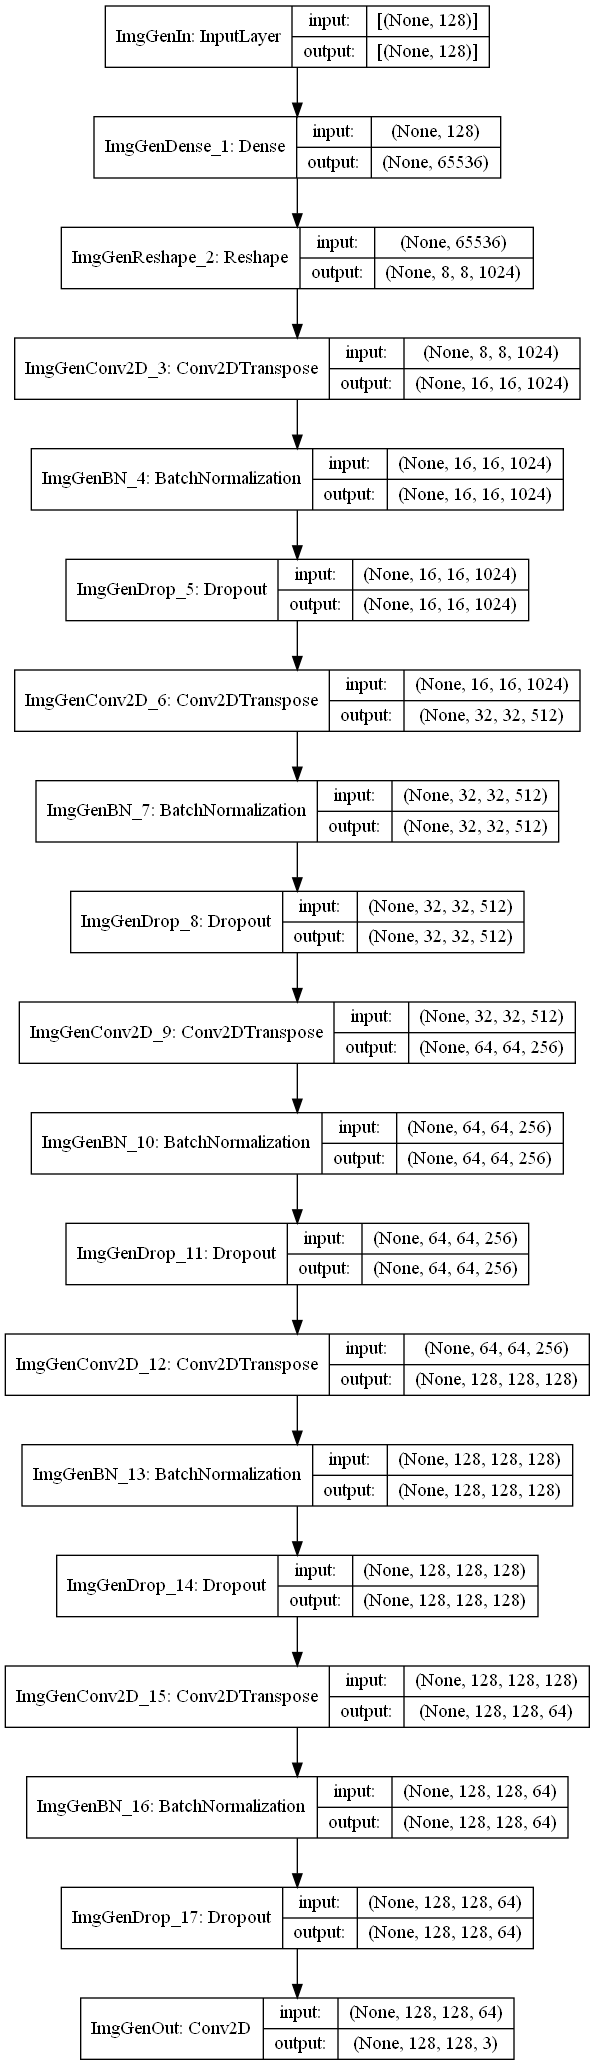 ImgGenIn: InputLayer
input:
[(None, 128)]
output:
[(None, 128)]
ImgGenDense_1: Dense
input:
(None, 128)
output:
(None, 65536)
ImgGenReshape_2: Reshape
input:
(None, 65536)
output:
(None, 8, 8, 1024)
ImgGenConv2D_3: Conv2DTranspose
input:
(None, 8, 8, 1024)
output:
(None, 16, 16, 1024)
ImgGenBN_4: BatchNormalization
input:
(None, 16, 16, 1024)
output:
(None, 16, 16, 1024)
ImgGenDrop_5: Dropout
input:
(None, 16, 16, 1024)
output:
(None, 16, 16, 1024)
ImgGenConv2D_6: Conv2DTranspose
input:
(None, 16, 16, 1024)
output:
(None, 32, 32, 512)
ImgGenBN_7: BatchNormalization
input:
(None, 32, 32, 512)
output:
(None, 32, 32, 512)
ImgGenDrop_8: Dropout
input:
(None, 32, 32, 512)
output:
(None, 32, 32, 512)
ImgGenConv2D_9: Conv2DTranspose
input:
(None, 32, 32, 512)
output:
(None, 64, 64, 256)
ImgGenBN_10: BatchNormalization
input:
(None, 64, 64, 256)
output:
(None, 64, 64, 256)
ImgGenDrop_11: Dropout
input:
(None, 64, 64, 256)
output:
(None, 64, 64, 256)
ImgGenConv2D_12: Conv2DTranspose
input:
(None, 64, 64, 256)
output:
(None, 128, 128, 128)
ImgGenBN_13: BatchNormalization
input:
(None, 128, 128, 128)
output:
(None, 128, 128, 128)
ImgGenDrop_14: Dropout
input:
(None, 128, 128, 128)
output:
(None, 128, 128, 128)
ImgGenConv2D_15: Conv2DTranspose
input:
(None, 128, 128, 128)
output:
(None, 128, 128, 64)
ImgGenBN_16: BatchNormalization
input:
(None, 128, 128, 64)
output:
(None, 128, 128, 64)
ImgGenDrop_17: Dropout
input:
(None, 128, 128, 64)
output:
(None, 128, 128, 64)
ImgGenOut: Conv2D
input:
(None, 128, 128, 64)
output:
(None, 128, 128, 3)